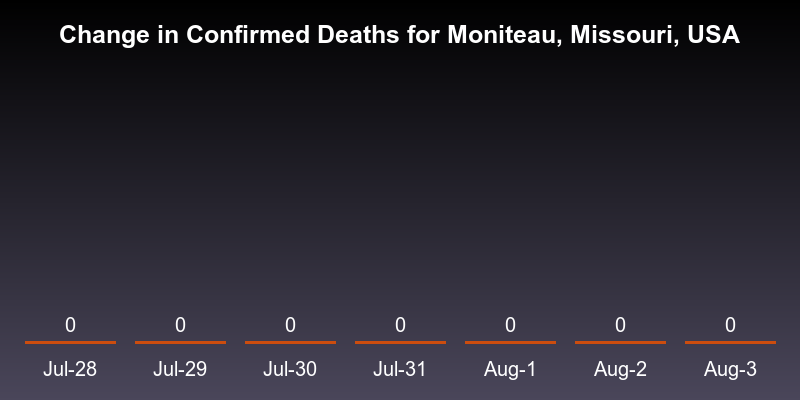 Change in Confirmed Deaths for Moniteau, Missouri, USA
0 0 0 0 0 0 0
Jul-28 Jul-29 Jul-30 Jul-31 Aug-1 Aug-2 Aug-3